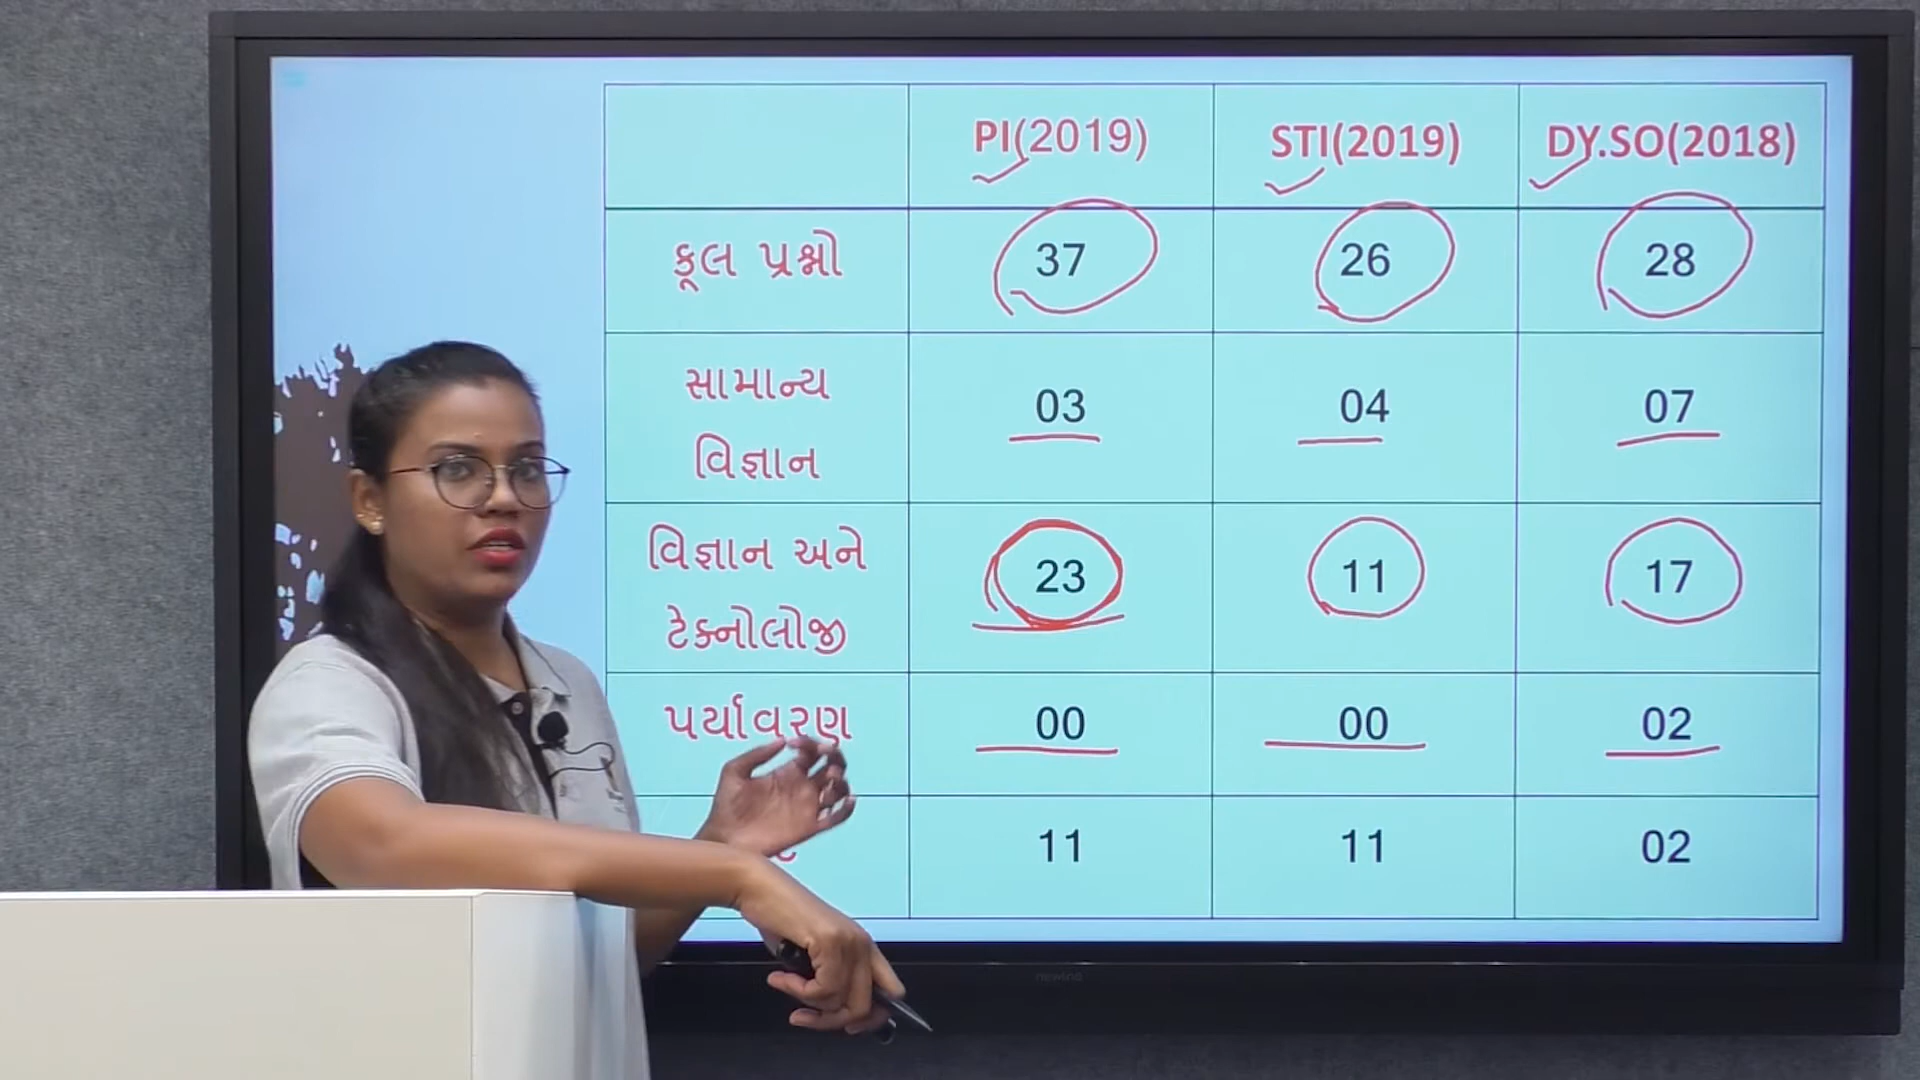 PI(2019) STI(2019) DY.SO(2018)
કૂલ પ્રશ્નો 37 26 28
સામાન્ય
વિજ્ઞાન 03 04 07
વિજ્ઞાન અને
ટેક્નોલોજી 23 11 17
પર્યાવરણ 00 00 02
11 11 02
newline